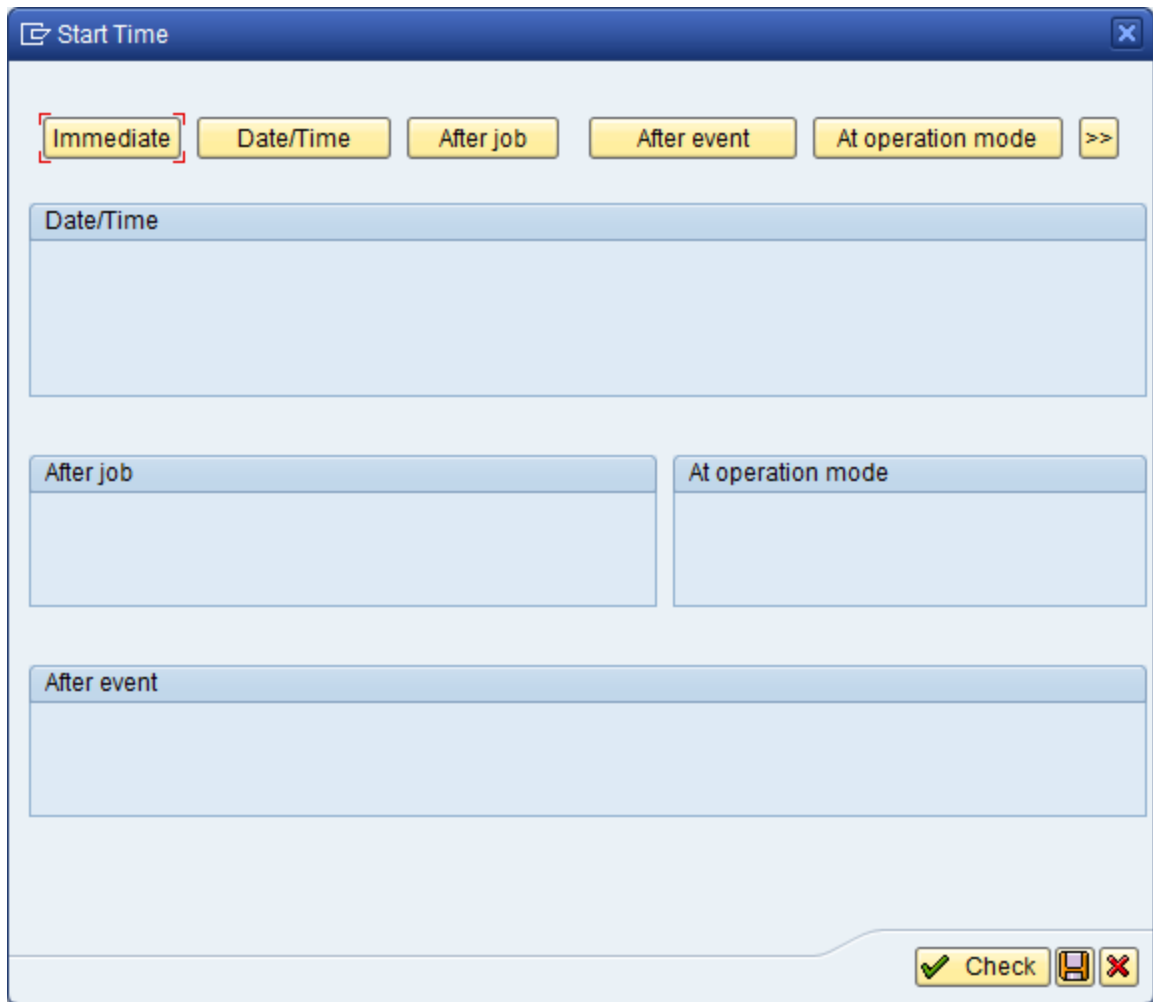 Start Time
Immediate Date/Time After job After event At operation mode >>
Date/Time
After job At operation mode
After event
Check